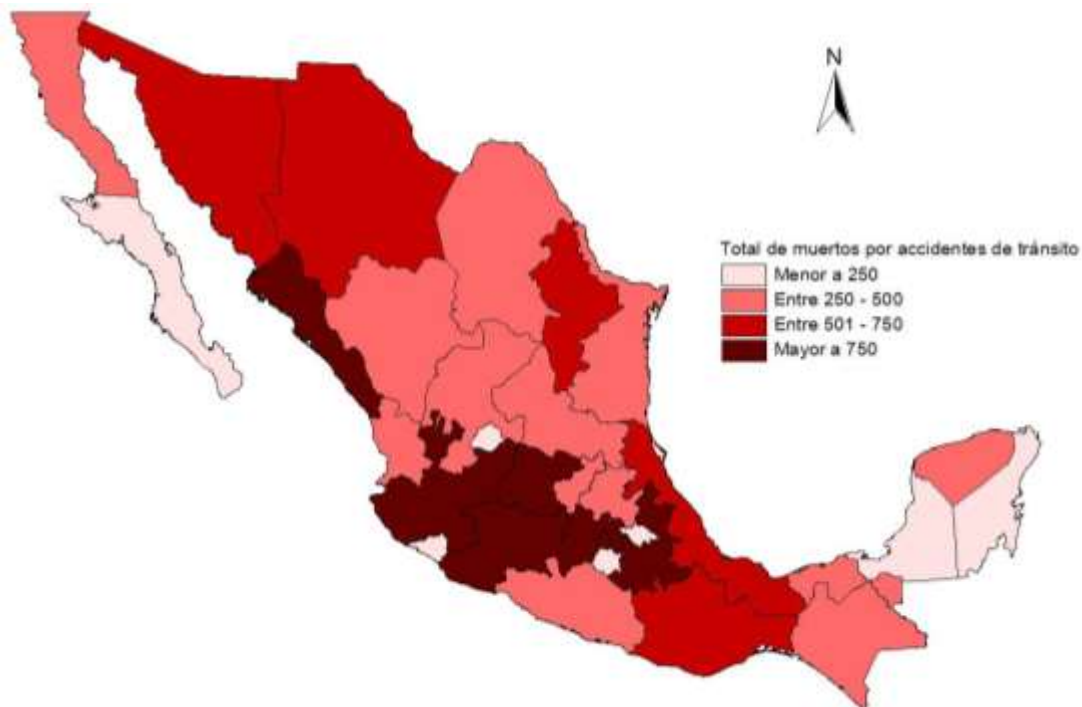 N
Total de muertos por accidentes de tránsito
Menor a 250
Entre 250 - 500
Entre 501 - 750
Mayor a 750